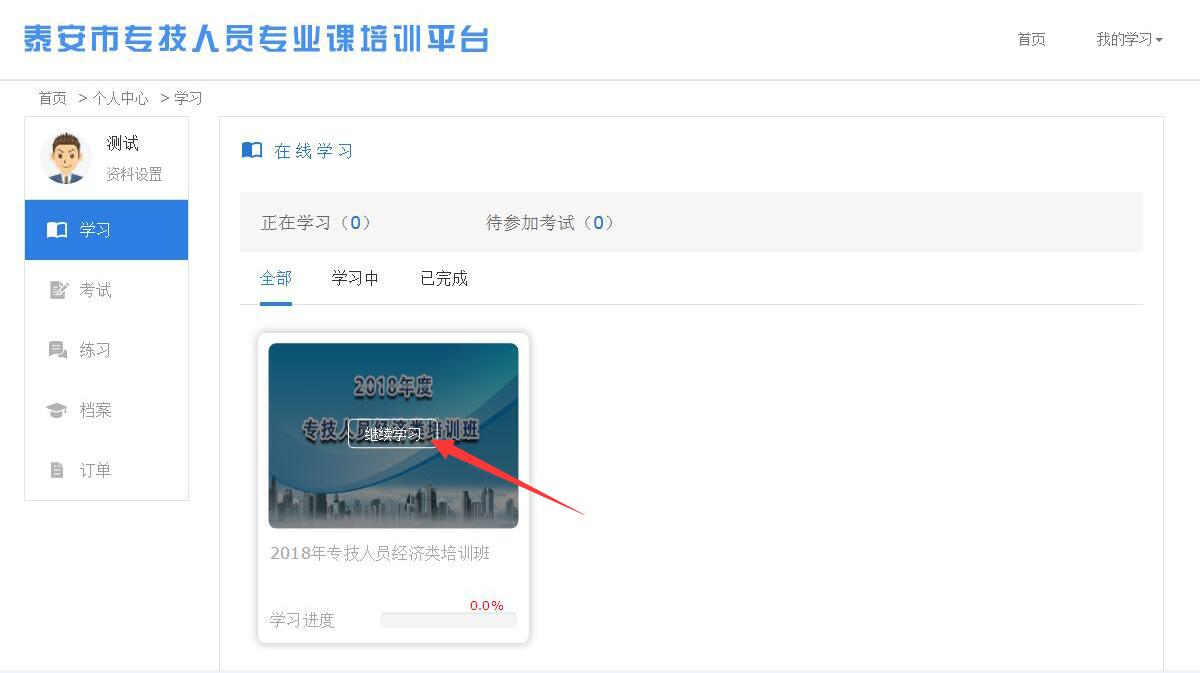 泰安市专技人员专业课培训平台
首页 我的学习
首页 > 个人中心 > 学习
测试
资料设置
学习
考试
练习
档案
订单
在线学习
正在学习（0） 待参加考试（0）
全部 学习中 已完成
2018年度
专技人员经济类培训班
继续学习
2018年专技人员经济类培训班
0.0%
学习进度